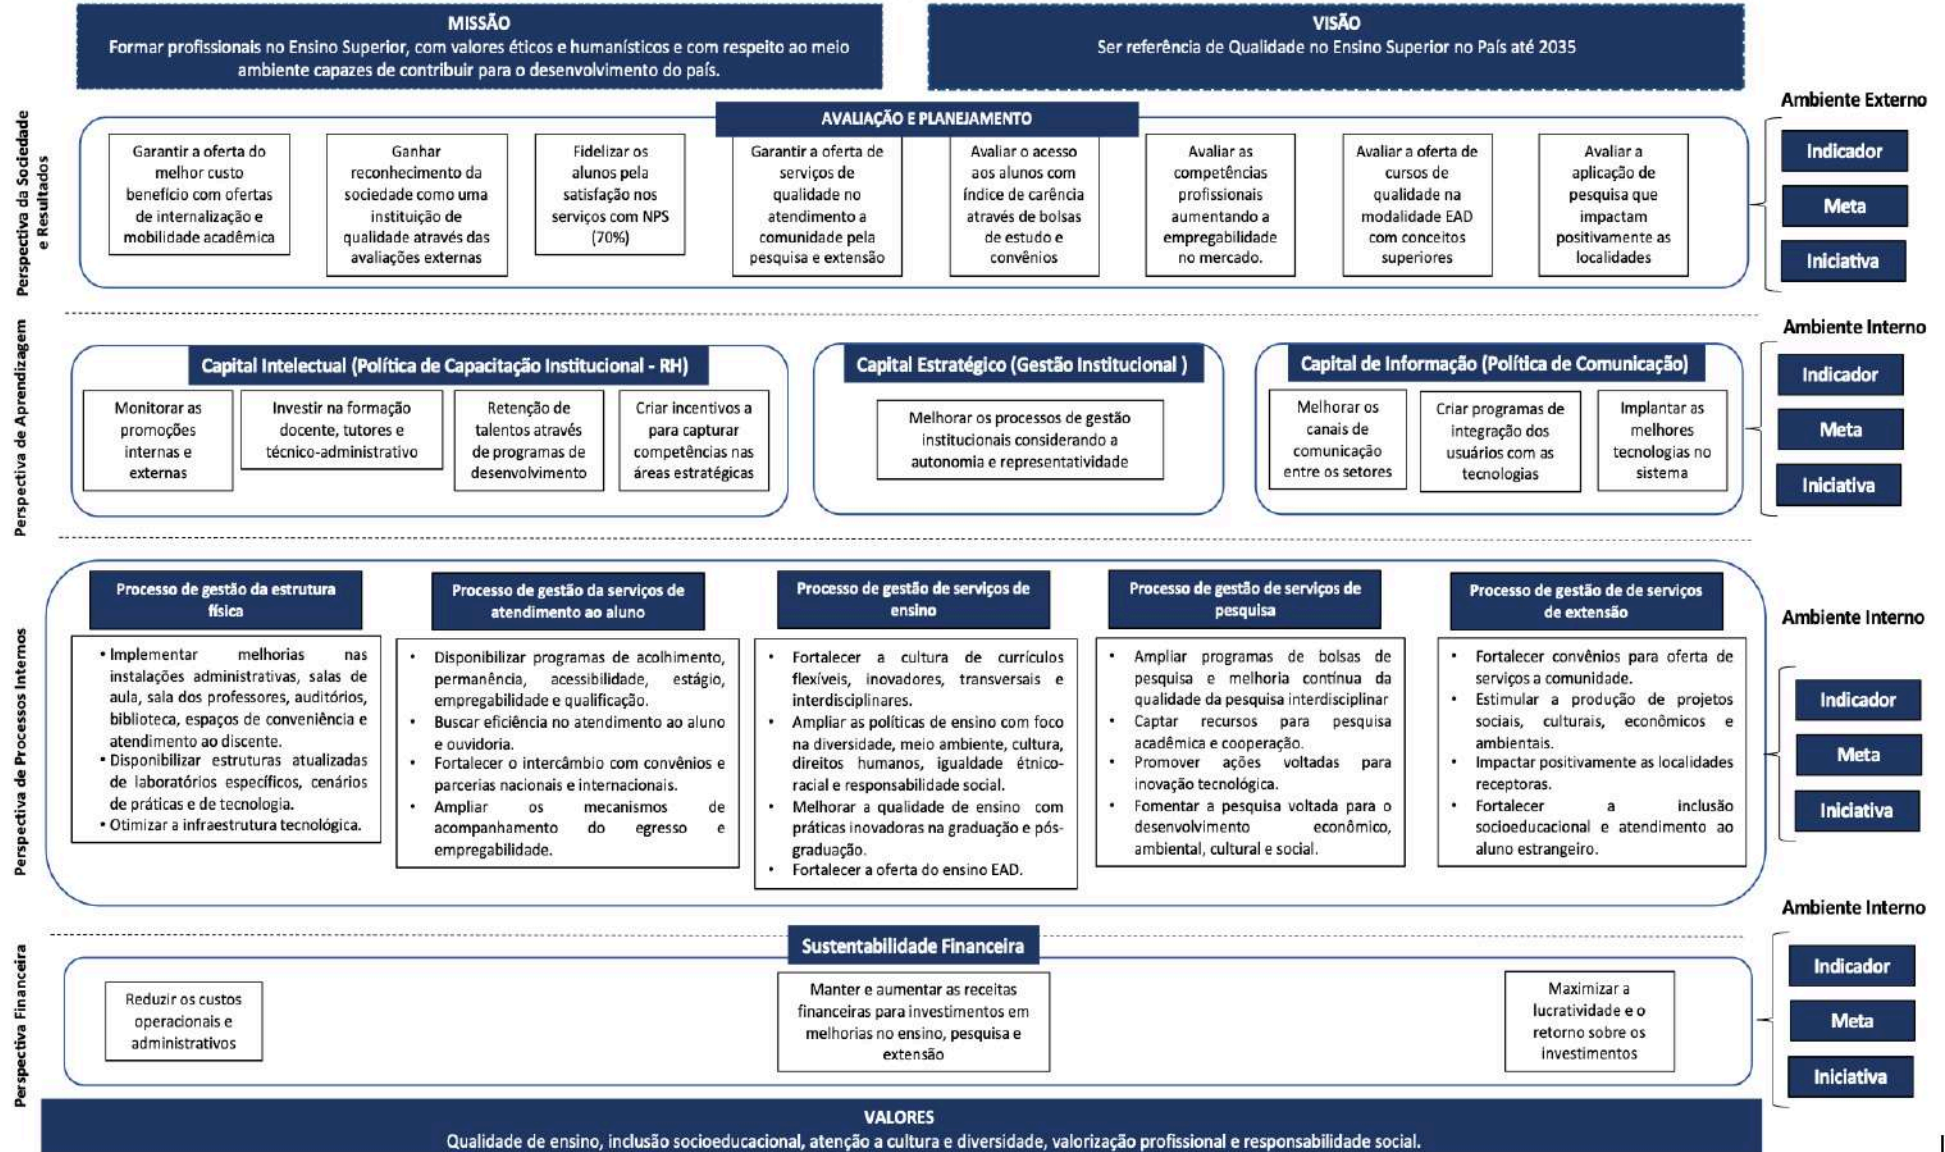 MISSÃO
Formar profissionais no Ensino Superior, com valores éticos e humanísticos e com respeito ao meio
ambiente capazes de contribuir para o desenvolvimento do país.
VISÃO
Ser referência de Qualidade no Ensino Superior no País até 2035
Perspectiva da Sociedade
e Resultados
AVALIAÇÃO E PLANEJAMENTO
Garantir a oferta do
melhor custo
benefício com ofertas
de internalização e
mobilidade acadêmica
Ganhar
reconhecimento da
sociedade como uma
instituição de
qualidade através das
avaliações externas
Fidelizar os
alunos pela
satisfação nos
serviços com NPS
(70%)
Garantir a oferta de
serviços de
qualidade no
atendimento a
comunidade pela
pesquisa e extensão
Avaliar o acesso
aos alunos com
índice de carência
através de bolsas
de estudo e
convênios
Avaliar as
competências
profissionais
aumentando a
empregabilidade
no mercado.
Avaliar a oferta de
cursos de
qualidade na
modalidade EAD
com conceitos
superiores
Avaliar a
aplicação de
pesquisa que
impactam
positivamente as
localidades
Ambiente Externo
Indicador
Meta
Iniciativa
Perspectiva de Aprendizagem
Capital Intelectual (Política de Capacitação Institucional - RH)
Monitorar as
promoções
internas e
externas
Investir na formação
docente, tutores e
técnico-administrativo
Retenção de
talentos através
de programas de
desenvolvimento
Criar incentivos a
para capturar
competências nas
áreas estratégicas
Capital Estratégico (Gestão Institucional )
Melhorar os processos de gestão
institucionais considerando a
autonomia e representatividade
Capital de Informação (Política de Comunicação)
Melhorar os
canais de
comunicação
entre os setores
Criar programas de
integração dos
usuários com as
tecnologias
Implantar as
melhores
tecnologias no
sistema
Ambiente Interno
Indicador
Meta
Iniciativa
Perspectiva de Processos Internos
Processo de gestão da estrutura
física
• Implementar melhorias nas
instalações administrativas, salas de
aula, sala dos professores, auditórios,
biblioteca, espaços de conveniência e
atendimento ao discente.
• Disponibilizar estruturas atualizadas
de laboratórios específicos, cenários
de práticas e de tecnologia.
• Otimizar a infraestrutura tecnológica.
Processo de gestão da serviços de
atendimento ao aluno
• Disponibilizar programas de acolhimento,
permanência, acessibilidade, estágio,
empregabilidade e qualificação.
• Buscar eficiência no atendimento ao aluno
e ouvidoria.
• Fortalecer o intercâmbio com convênios e
parcerias nacionais e internacionais.
• Ampliar os mecanismos de
acompanhamento do egresso e
empregabilidade.
Processo de gestão de serviços de
ensino
• Fortalecer a cultura de currículos
flexíveis, inovadores, transversais e
interdisciplinares.
• Ampliar as políticas de ensino com foco
na diversidade, meio ambiente, cultura,
direitos humanos, igualdade étnico-
racial e responsabilidade social.
• Melhorar a qualidade de ensino com
práticas inovadoras na graduação e pós-
graduação.
• Fortalecer a oferta do ensino EAD.
Processo de gestão de serviços de
pesquisa
• Ampliar programas de bolsas de
pesquisa e melhoria contínua da
qualidade da pesquisa interdisciplinar
• Captar recursos para pesquisa
acadêmica e cooperação.
• Promover ações voltadas para
inovação tecnológica.
• Fomentar a pesquisa voltada para o
desenvolvimento econômico,
ambiental, cultural e social.
Processo de gestão de de serviços
de extensão
• Fortalecer convênios para oferta de
serviços a comunidade.
• Estimular a produção de projetos
sociais, culturais, econômicos e
ambientais.
• Impactar positivamente as localidades
receptoras.
• Fortalecer a inclusão
socioeducacional e atendimento ao
aluno estrangeiro.
Ambiente Interno
Indicador
Meta
Iniciativa
Perspectiva Financeira
Sustentabilidade Financeira
Reduzir os custos
operacionais e
administrativos
Manter e aumentar as receitas
financeiras para investimentos em
melhorias no ensino, pesquisa e
extensão
Maximizar a
lucratividade e o
retorno sobre os
investimentos
Ambiente Interno
Indicador
Meta
Iniciativa
VALORES
Qualidade de ensino, inclusão socioeducacional, atenção a cultura e diversidade, valorização profissional e responsabilidade social.